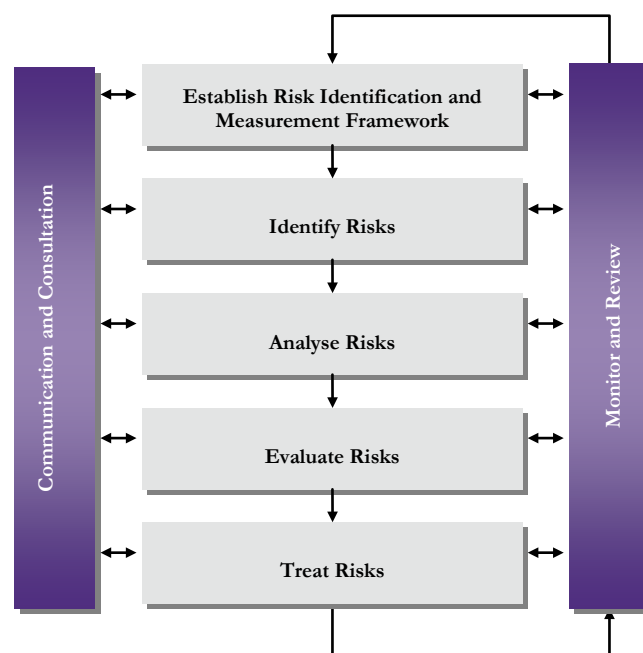 Establish Risk Identification and
Measurement Framework
Communication and Consultation
Monitor and Review
Identify Risks
Analyse Risks
Evaluate Risks
Treat Risks